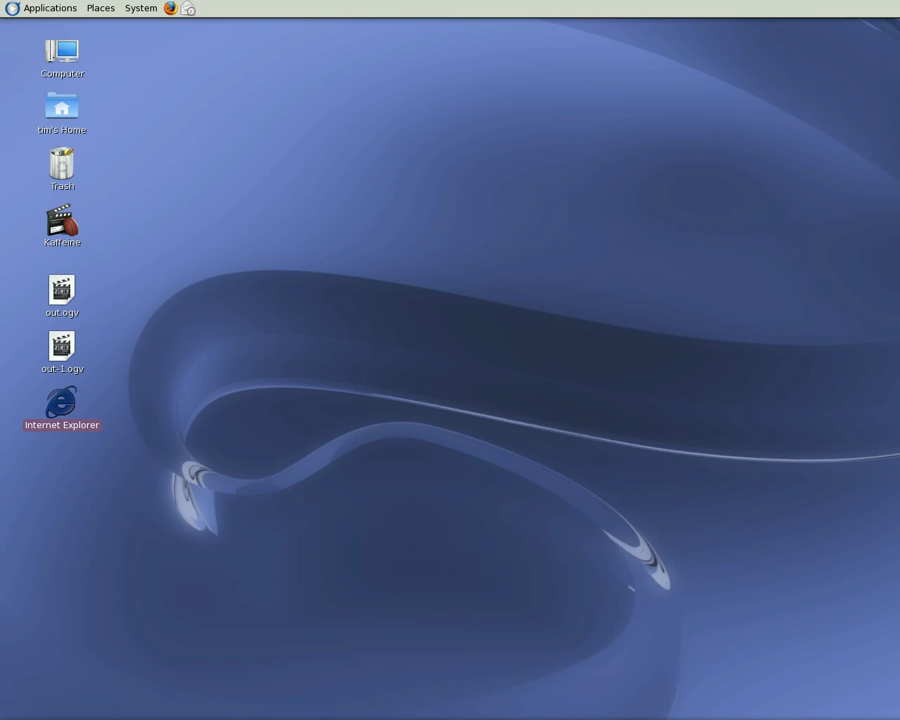 Applications Places System
Computer
tim's Home
Trash
Kaffeine
out.ogv
out-1.ogv
Internet Explorer